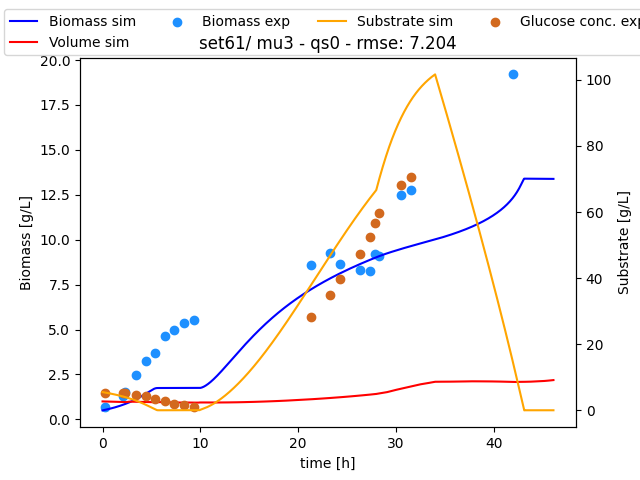 Biomass sim Biomass exp Substrate sim Glucose conc. exp
Volume sim
set61/ mu3 - qs0 - rmse: 7.204
20.0
17.5
15.0
12.5
10.0
7.5
5.0
2.5
0.0
Biomass [g/L]
100
80
60
40
20
0
Substrate [g/L]
0 10 20 30 40
time [h]